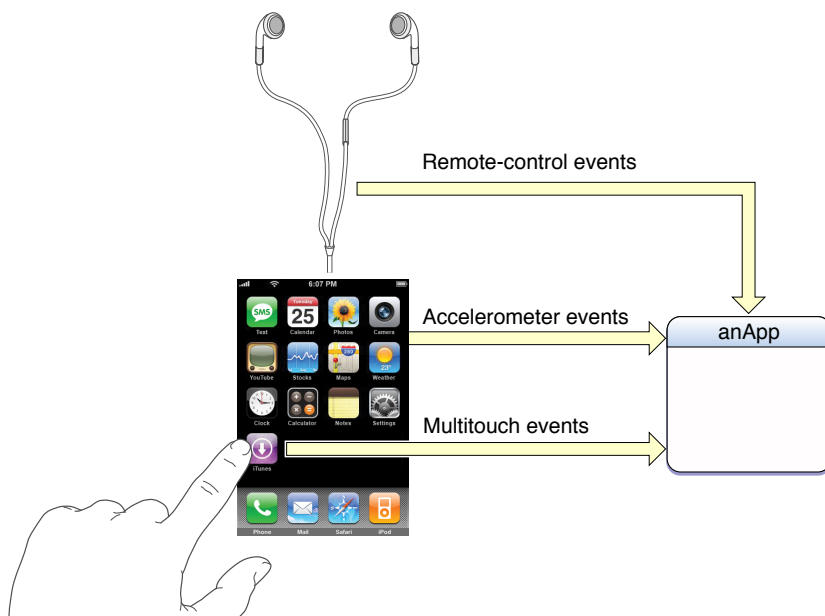 Remote-control events
6:07 PM
SMS
Tuesday
25
280
Text Calendar Photos Camera
Accelerometer events
anApp
23°
YouTube Stocks Maps Weather
Clock Calculator Notes Settings
Multitouch events
iTunes
Phone Mail Safari iPod